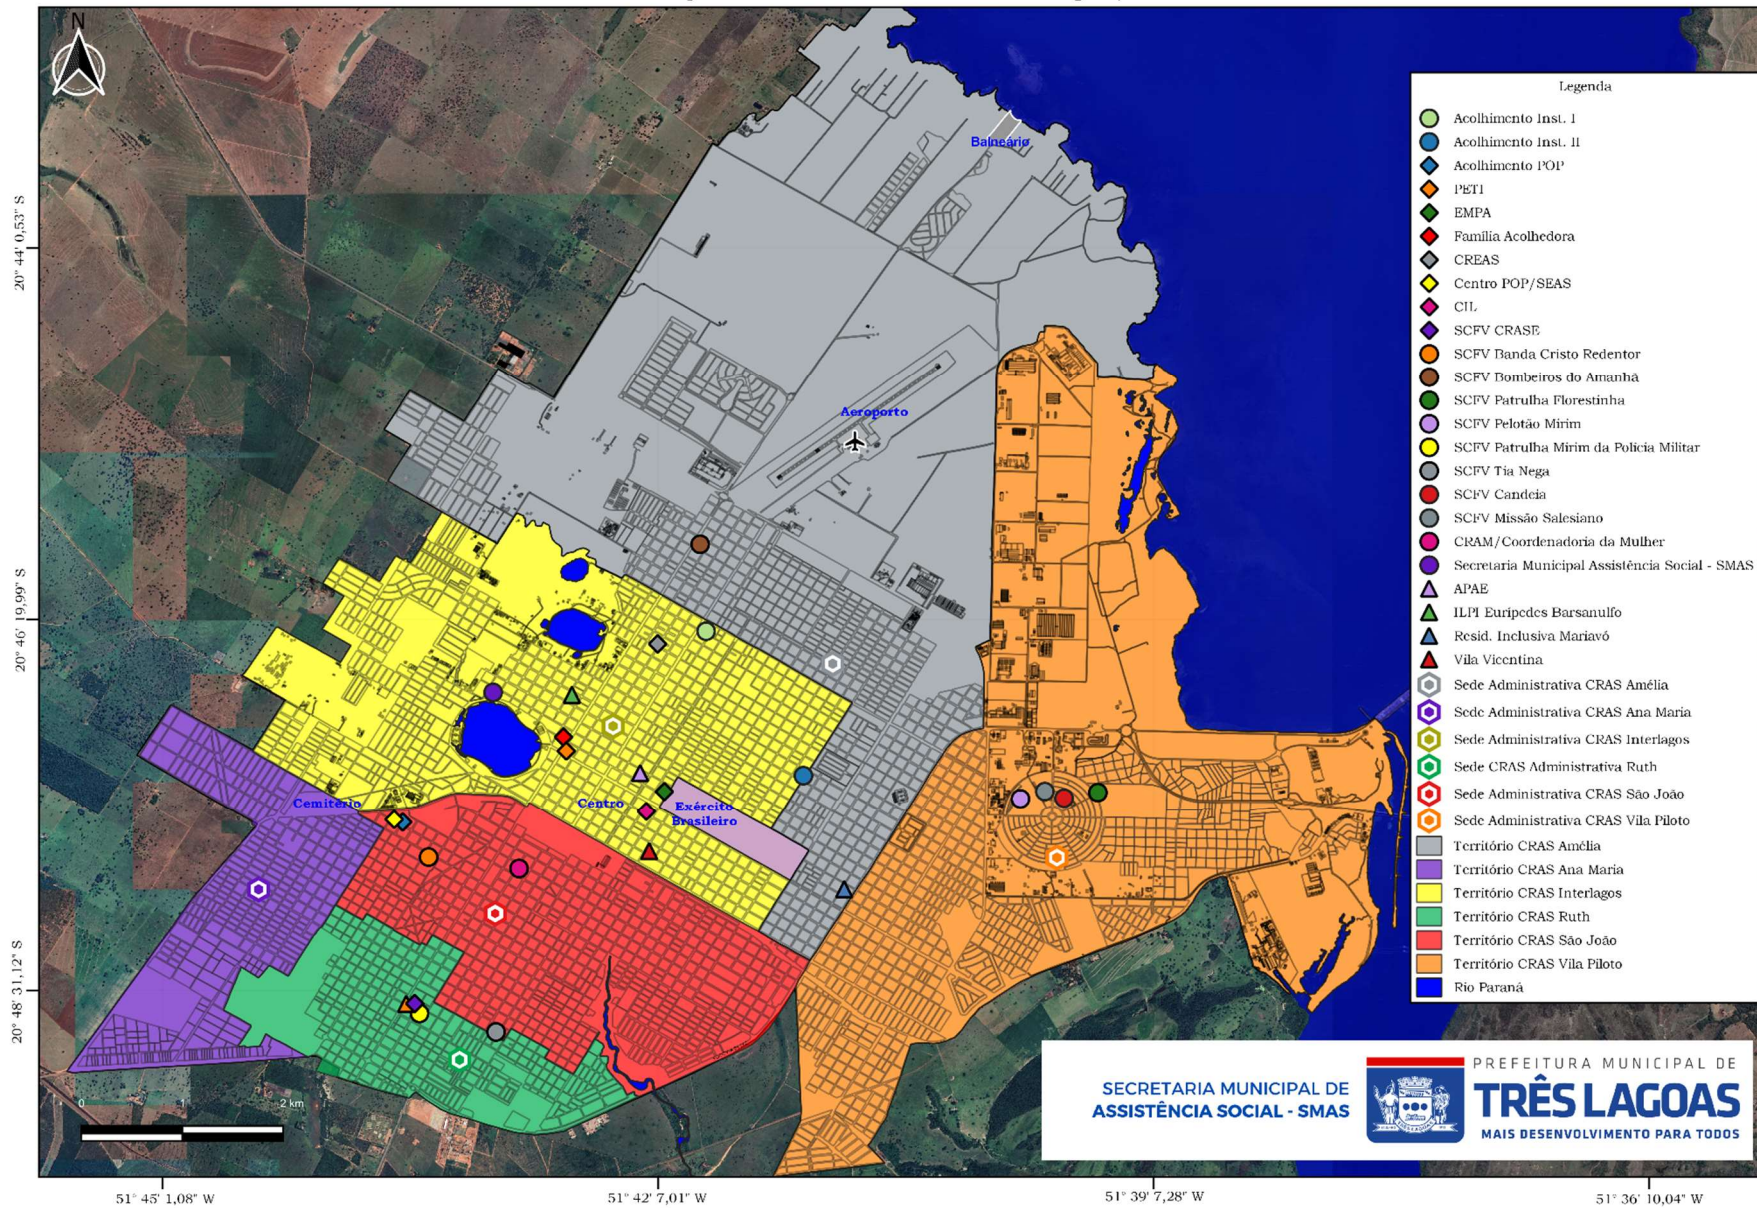 N
Balneário
Aeroporto
Cemitério
Centro
Exército
Brasileiro
20° 44' 0,53" S
20° 46' 19,99" S
20° 48' 31,12" S
51° 45' 1,08" W
51° 42' 7,01" W
51° 39' 7,28" W
51° 36' 10,04" W
0 1 2 km
Legenda
Acolhimento Inst. I
Acolhimento Inst. II
Acolhimento POP
PETI
EMPA
Família Acolhedora
CREAS
Centro POP/SEAS
CIL
SCFV CRASE
SCFV Banda Cristo Redentor
SCFV Bombeiros do Amanhã
SCFV Patrulha Florestinha
SCFV Pelotão Mirim
SCFV Patrulha Mirim da Polícia Militar
SCFV Tia Nega
SCFV Candeia
SCFV Missão Salesiano
CRAM/Coordenadoria da Mulher
Secretaria Municipal Assistência Social - SMAS
APAE
ILPI Eurípedes Barsanulfo
Resid. Inclusiva Mariavó
Vila Vicentina
Sede Administrativa CRAS Amélia
Sede Administrativa CRAS Ana Maria
Sede Administrativa CRAS Interlagos
Sede CRAS Administrativa Ruth
Sede Administrativa CRAS São João
Sede Administrativa CRAS Vila Piloto
Território CRAS Amélia
Território CRAS Ana Maria
Território CRAS Interlagos
Território CRAS Ruth
Território CRAS São João
Território CRAS Vila Piloto
Rio Paraná
SECRETARIA MUNICIPAL DE
ASSISTÊNCIA SOCIAL - SMAS
PREFEITURA MUNICIPAL DE
TRÊS LAGOAS
MAIS DESENVOLVIMENTO PARA TODOS